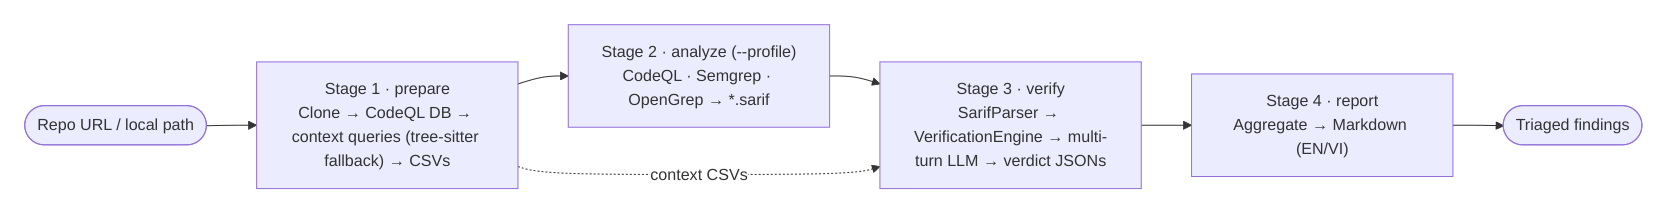 Repo URL / local path
Stage 1 · prepare
Clone → CodeQL DB →
context queries (tree-sitter
fallback) → CSVs
Stage 2 · analyze (--profile)
CodeQL · Semgrep ·
OpenGrep → *.sarif
context CSVs
Stage 3 · verify
SarifParser →
VerificationEngine → multi-
turn LLM → verdict JSONs
Stage 4 · report
Aggregate → Markdown
(EN/VI)
Triaged findings